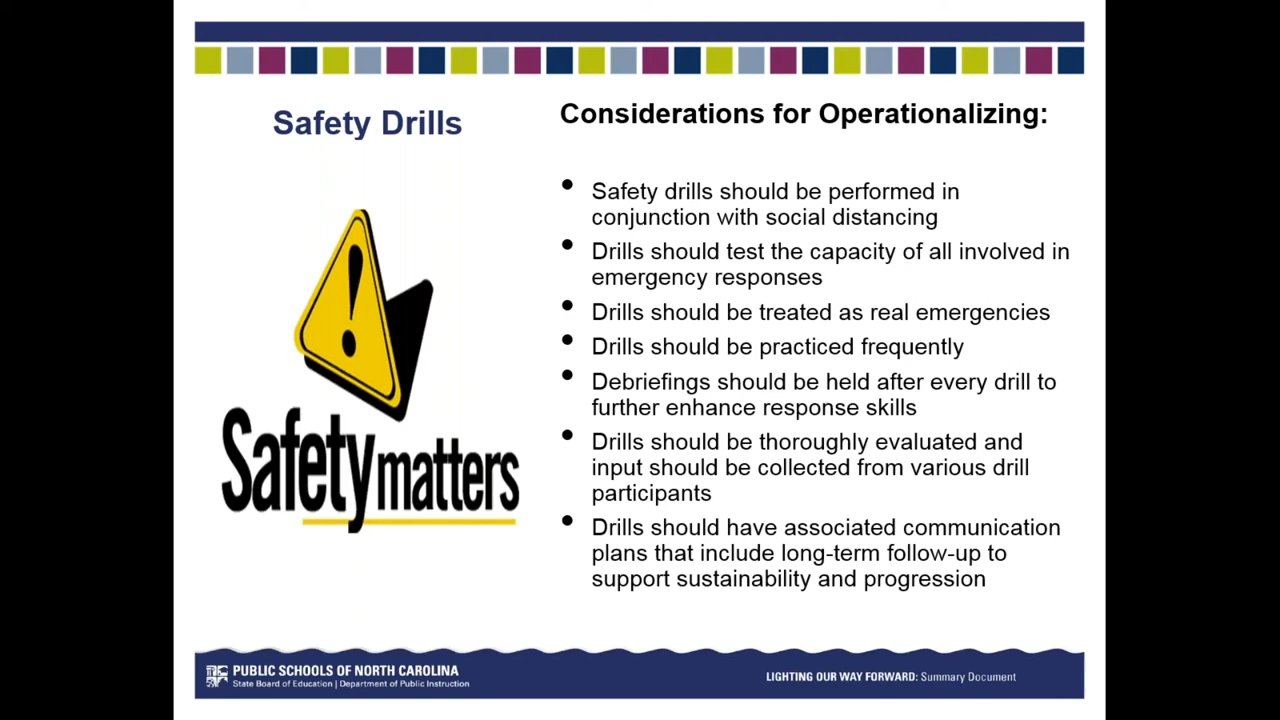 Safety Drills
Considerations for Operationalizing:
• Safety drills should be performed in
conjunction with social distancing
• Drills should test the capacity of all involved in
emergency responses
• Drills should be treated as real emergencies
• Drills should be practiced frequently
• Debriefings should be held after every drill to
further enhance response skills
• Drills should be thoroughly evaluated and
input should be collected from various drill
participants
• Drills should have associated communication
plans that include long-term follow-up to
support sustainability and progression
!
Safety matters
PUBLIC SCHOOLS OF NORTH CAROLINA
State Board of Education | Department of Public Instruction
LIGHTING OUR WAY FORWARD: Summary Document